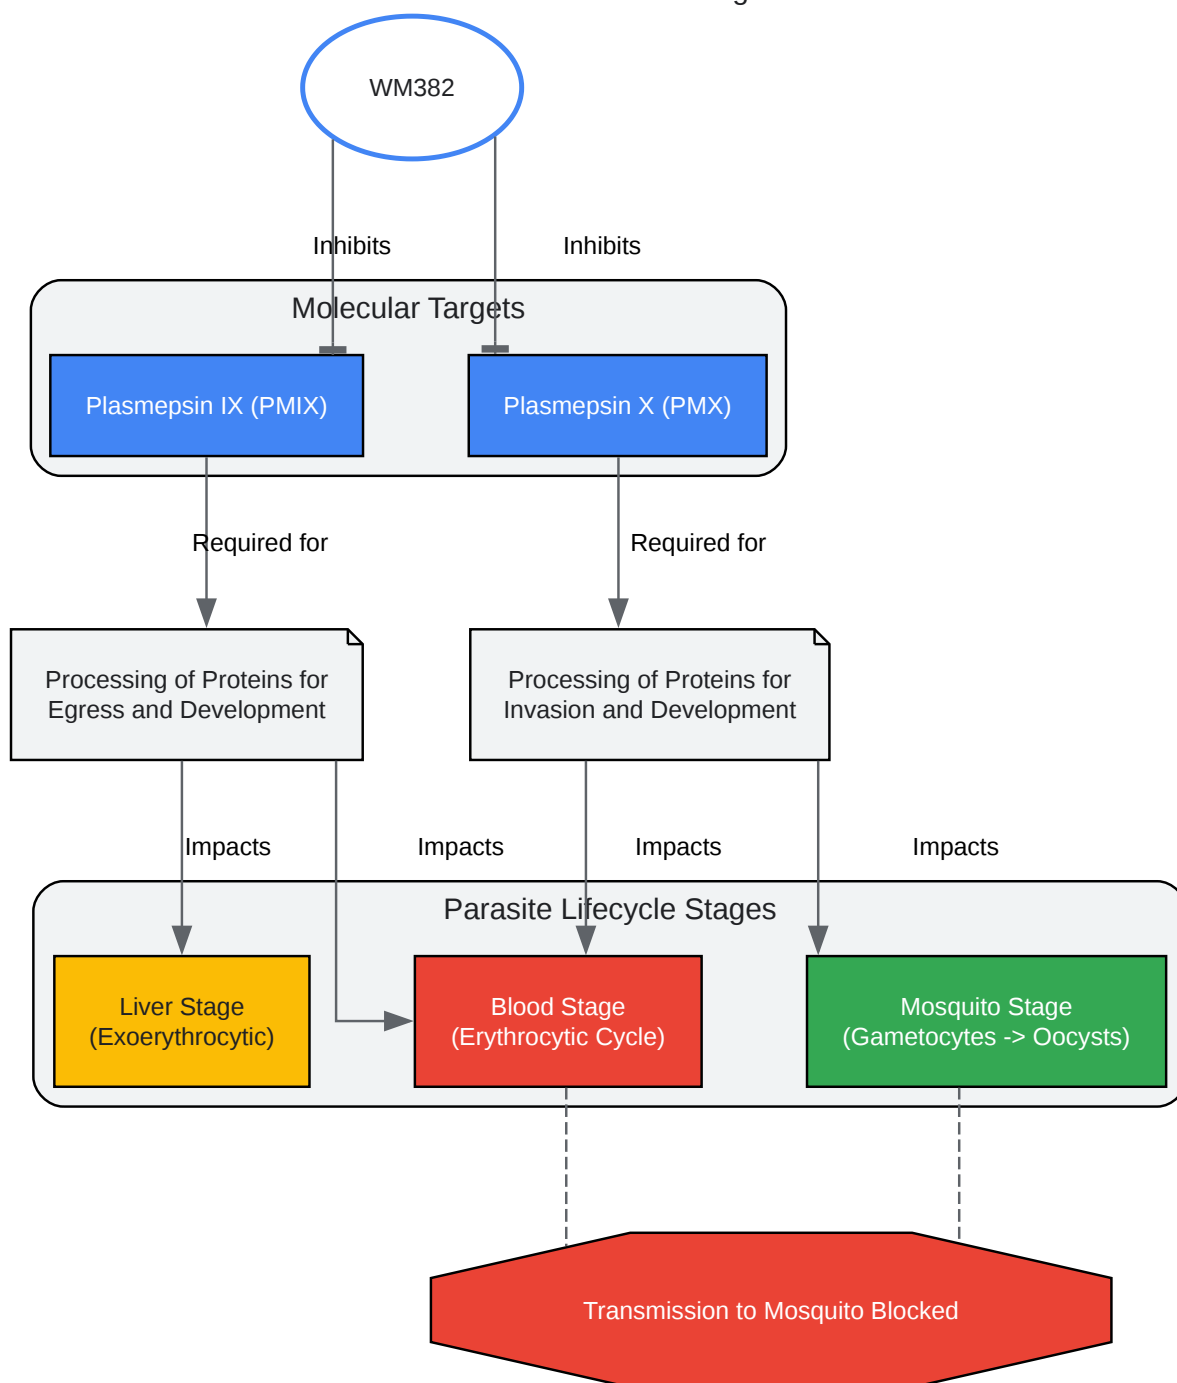 WM382
Inhibits
Inhibits
Molecular Targets
Plasmepsin IX (PMIX)
Plasmepsin X (PMX)
Required for
Required for
Processing of Proteins for
Egress and Development
Processing of Proteins for
Invasion and Development
Impacts
Impacts
Impacts
Impacts
Parasite Lifecycle Stages
Liver Stage
(Exoerythrocytic)
Blood Stage
(Erythrocytic Cycle)
Mosquito Stage
(Gametocytes -> Oocysts)
Transmission to Mosquito Blocked